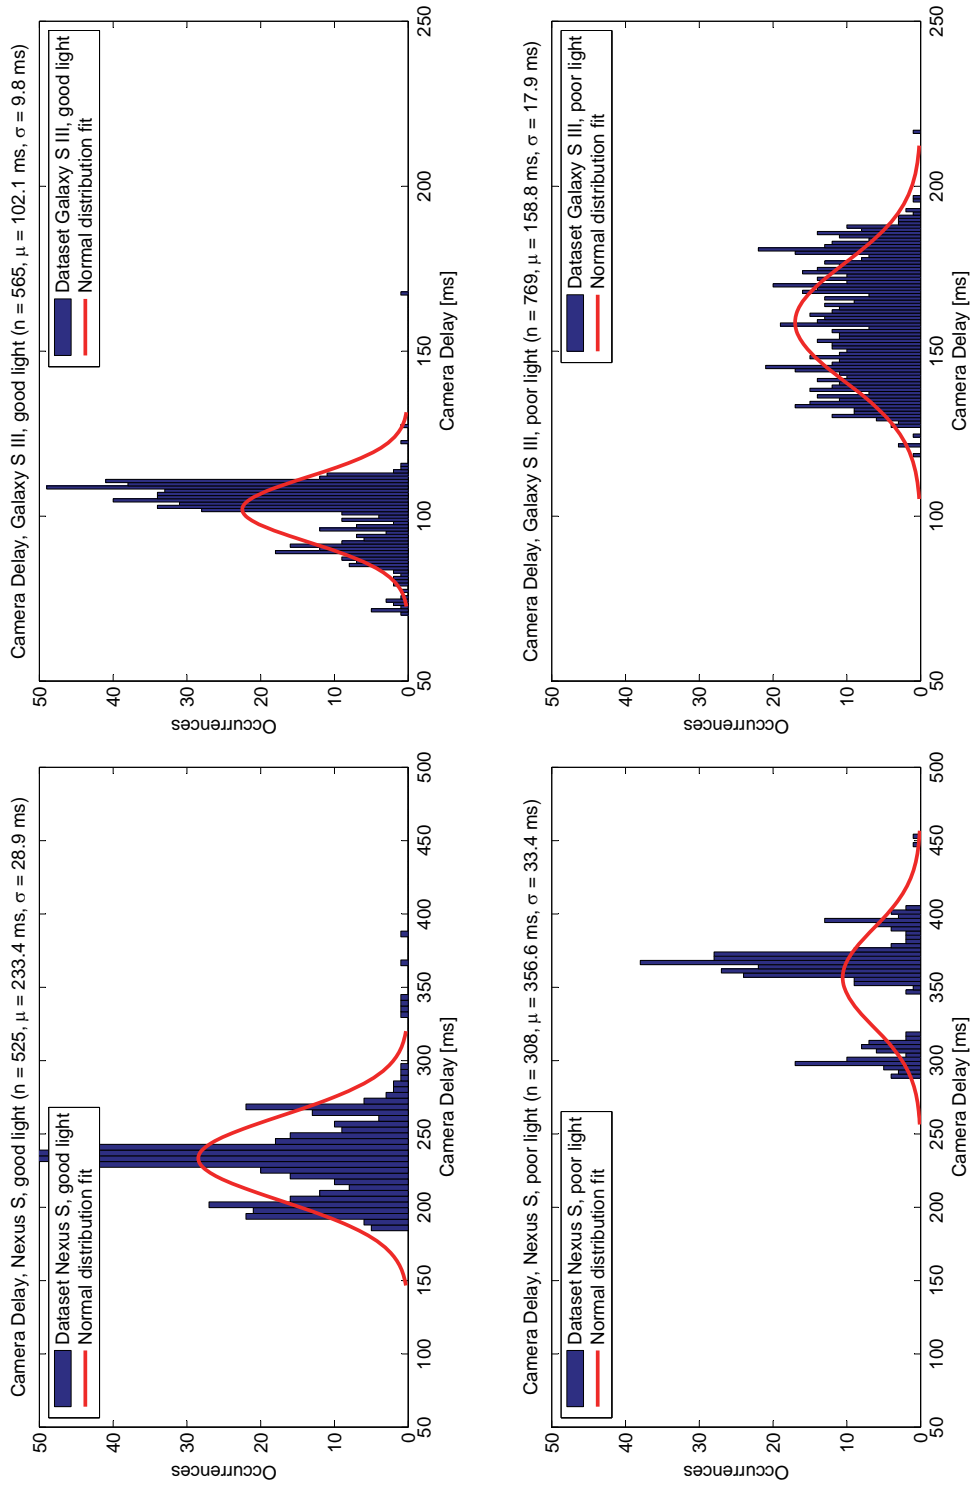 Camera Delay, Nexus S, good light (n = 525, μ = 233.4 ms, σ = 28.9 ms)
Dataset Nexus S, good light
Normal distribution fit
50
40
30
20
10
0
Occurrences
50 100 150 200 250 300 350 400 450 500
Camera Delay [ms]
Camera Delay, Galaxy S III, good light (n = 565, μ = 102.1 ms, σ = 9.8 ms)
Dataset Galaxy S III, good light
Normal distribution fit
50
40
30
20
10
0
Occurrences
50 100 150 200 250
Camera Delay [ms]
Camera Delay, Nexus S, poor light (n = 308, μ = 356.6 ms, σ = 33.4 ms)
Dataset Nexus S, poor light
Normal distribution fit
50
40
30
20
10
0
Occurrences
50 100 150 200 250 300 350 400 450 500
Camera Delay [ms]
Camera Delay, Galaxy S III, poor light (n = 769, μ = 158.8 ms, σ = 17.9 ms)
Dataset Galaxy S III, poor light
Normal distribution fit
50
40
30
20
10
0
Occurrences
50 100 150 200 250
Camera Delay [ms]